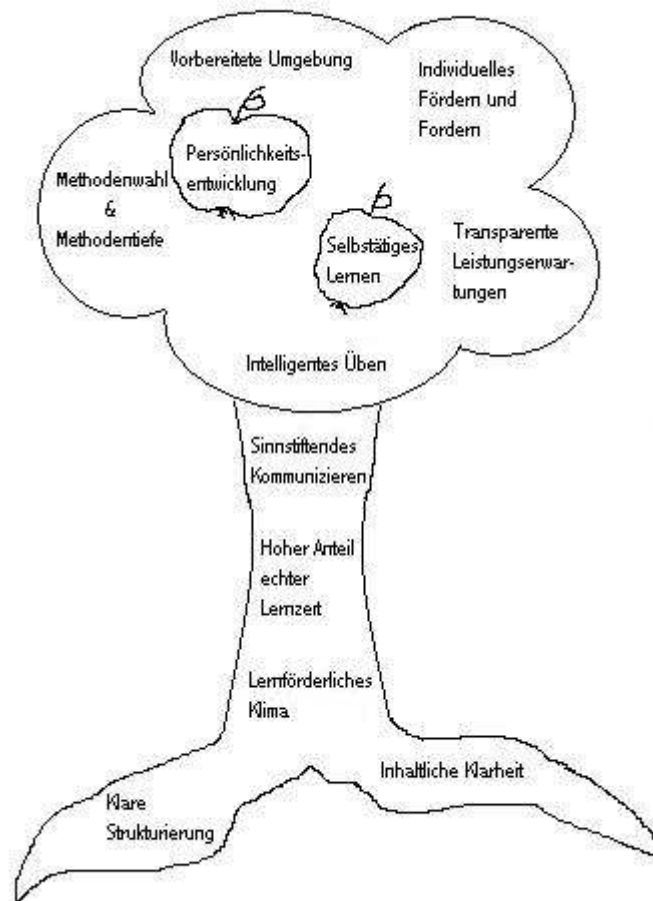 Vorbereitete Umgebung
Individuelles
Fördern und
Fordern
Persönlichkeits-
entwicklung
Methodenwahl
&
Methodentiefe
Selbstätiges
Lernen
Transparente
Leistungserwar-
tungen
Intelligentes Üben
Sinnstiftendes
Kommunizieren
Hoher Anteil
echter
Lernzeit
Lernförderliches
Klima
Inhaltliche Klarheit
Klare
Strukturierung